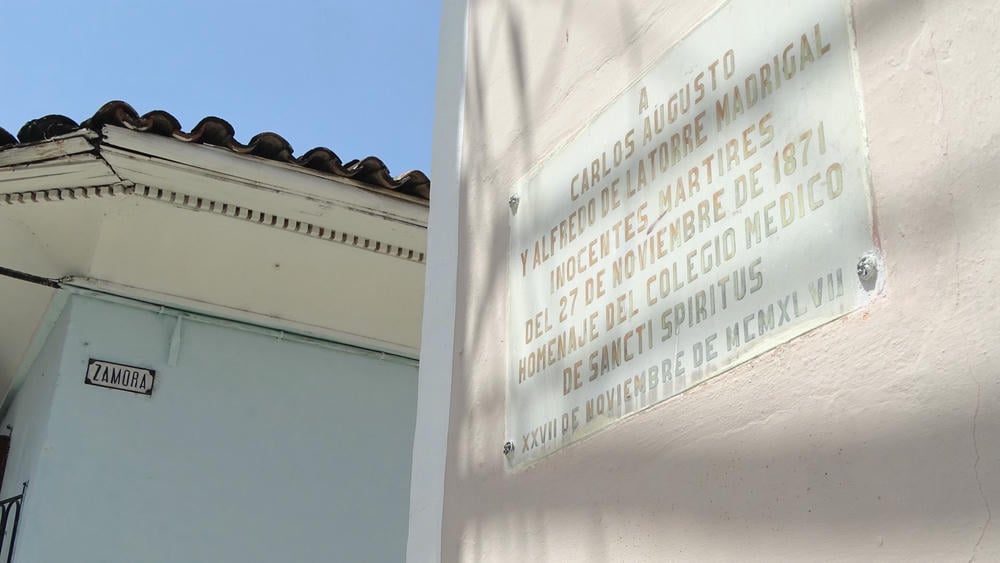 A
CARLOS AUGUSTO
Y ALFREDO DE LATORRE MADRIGAL
INOCENTES MARTIRES
DEL 27 DE NOVIEMBRE DE 1871
HOMENAJE DEL COLEGIO MEDICO
DE SANCTI SPIRITUS
XXVII DE NOVIEMBRE DE MCMXLVII
ZAMORA